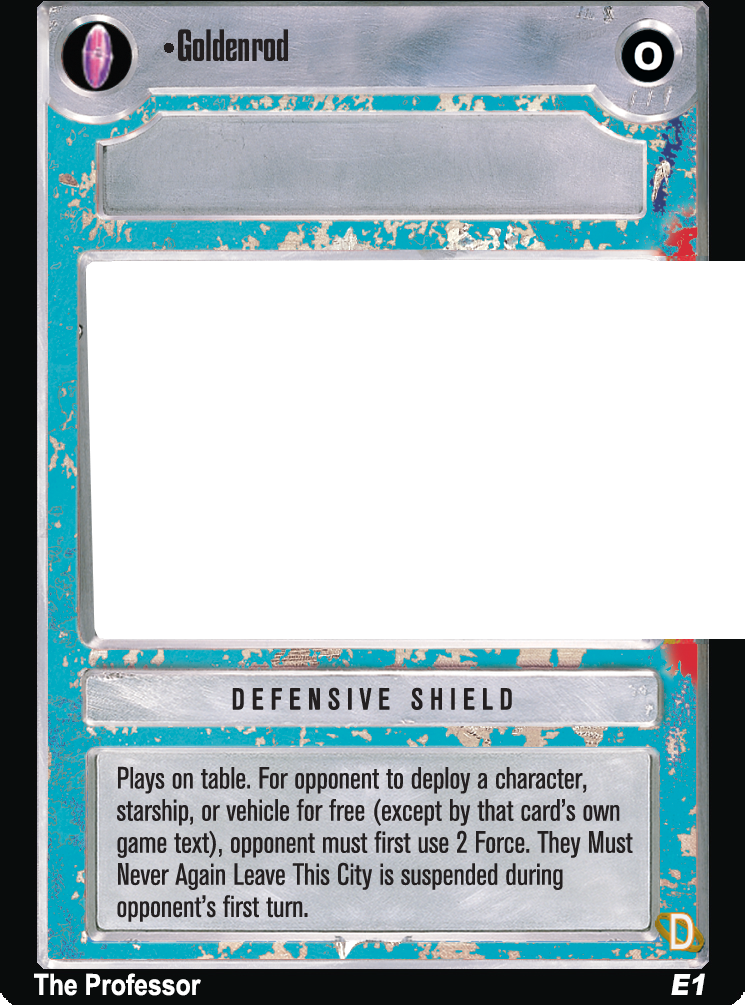 •Goldenrod
O
DEFENSIVE SHIELD
Plays on table. For opponent to deploy a character,
starship, or vehicle for free (except by that card's own
game text), opponent must first use 2 Force. They Must
Never Again Leave This City is suspended during
opponent's first turn.
D
The Professor
E1